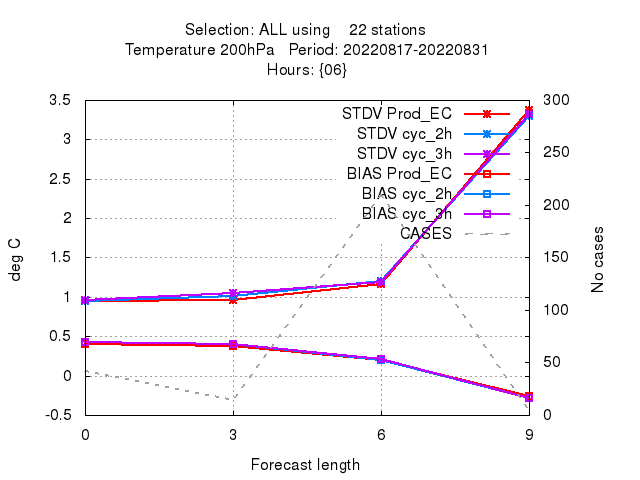 Selection: ALL using 22 stations
Temperature 200hPa Period: 20220817-20220831
Hours: {06}
3.5
3
2.5
2
1.5
1
0.5
0
-0.5
deg C
STDV Prod_EC
STDV cyc_2h
STDV cyc_3h
BIAS Prod_EC
BIAS cyc_2h
BIAS cyc_3h
CASES
300
250
200
150
100
50
0
No cases
0 3 6 9
Forecast length